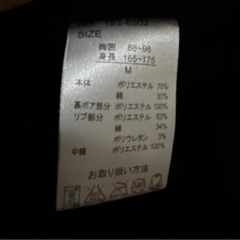 SIZE
胸囲 88-96
身長 165-175
M
本体 ポリエステル 70%
綿 30%
裏ボア部分 ポリエステル 100%
リブ部分 ポリエステル 63%
綿 34%
ポリウレタン 3%
中綿 ポリエステル 100%
お取り扱い方法